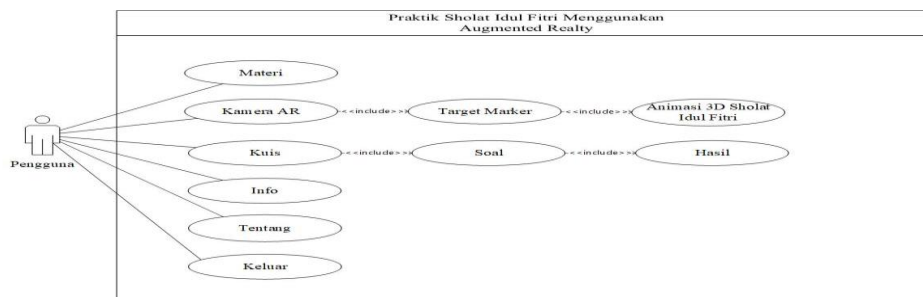 Praktik Sholat Idul Fitri Menggunakan
Augmented Realty
Materi
Kamera AR
<<include>>
Target Marker
<<include>>
Animasi 3D Sholat
Idul Fitri
Pengguna
Kuis
<<include>>
Soal
<<include>>
Hasil
Info
Tentang
Keluar